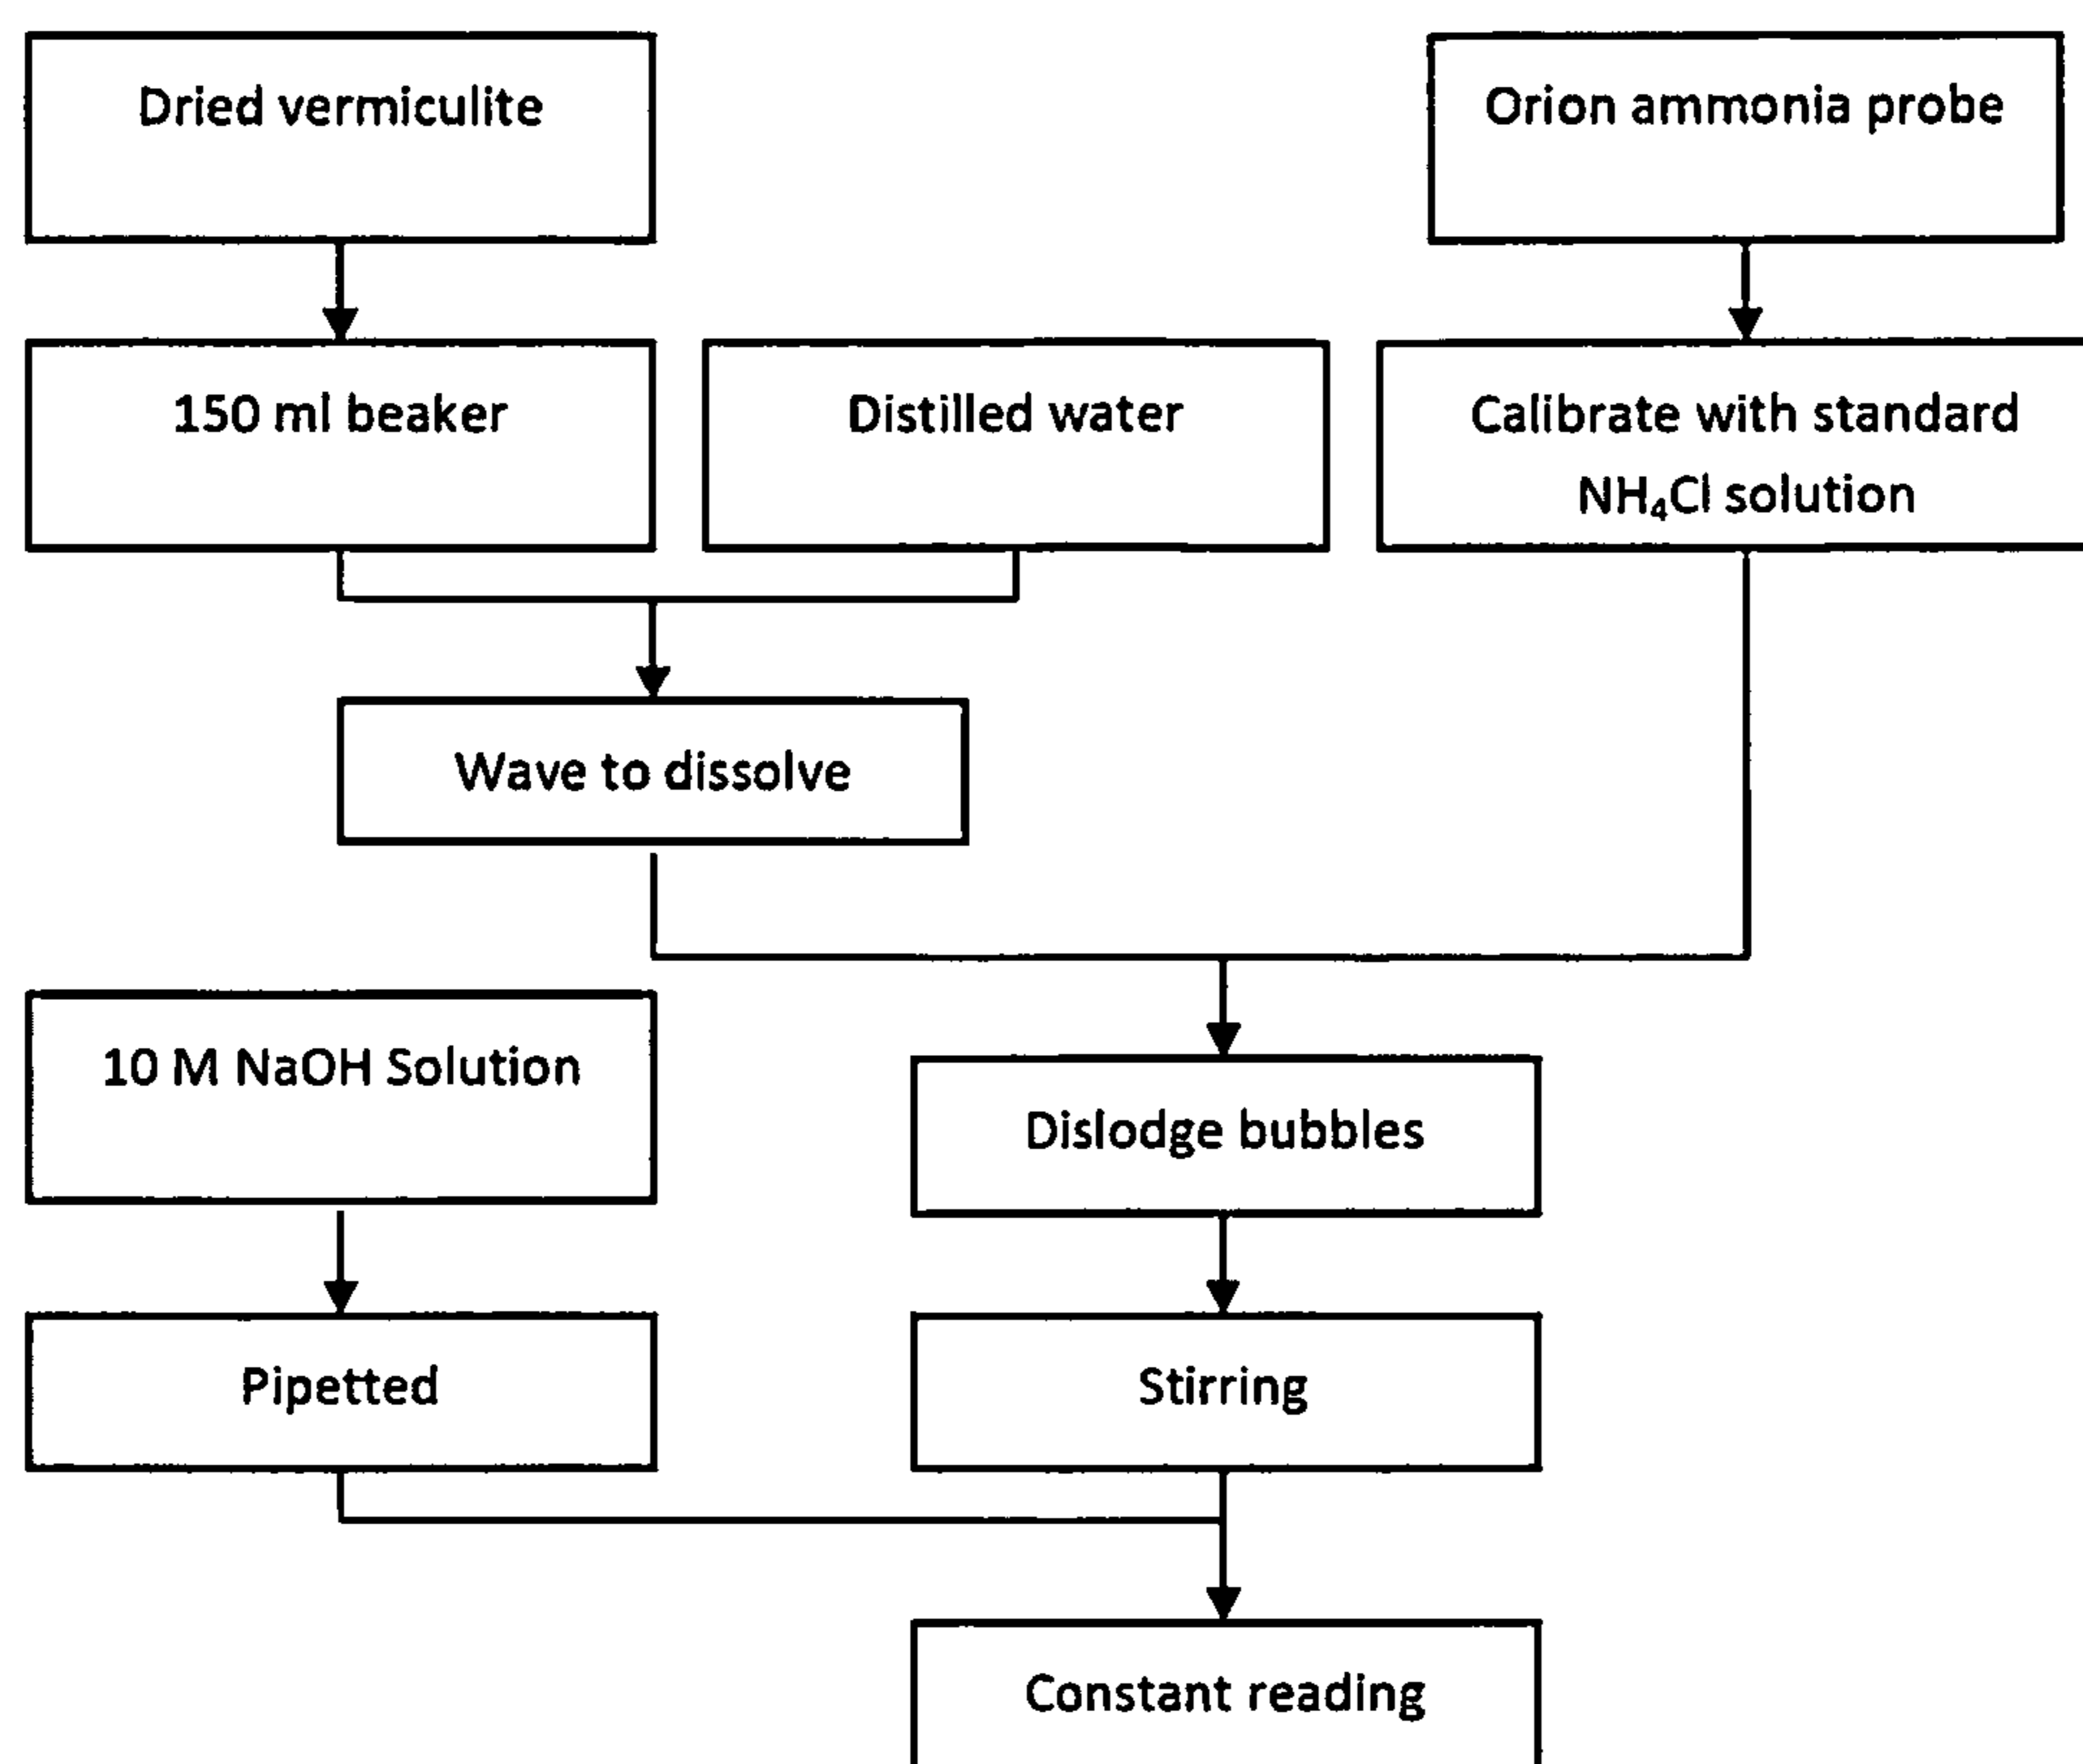 Dried vermiculite
Orion ammonia probe
150 ml beaker
Distilled water
Calibrate with standard
NH₄Cl solution
Wave to dissolve
10 M NaOH Solution
Dislodge bubbles
Pipetted
Stirring
Constant reading